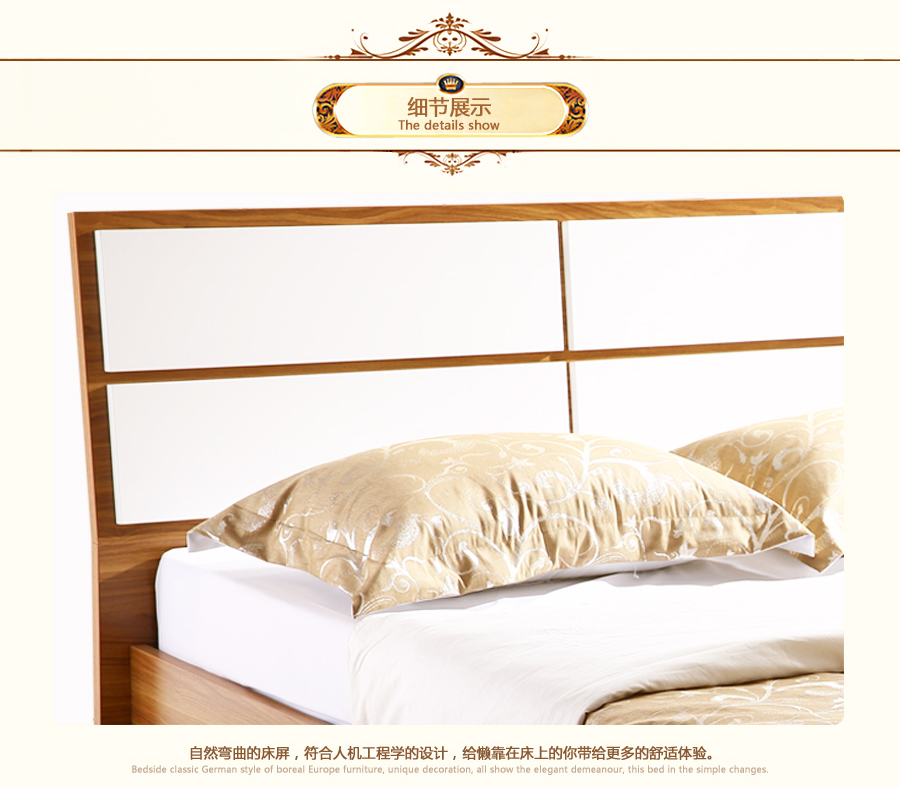 细节展示
The details show
自然弯曲的床屏，符合人机工程学的设计，给懒靠在床上的你带给更多的舒适体验。
Bedside classic German style of boreal Europe furniture, unique decoration, all show the elegant demeanour, this bed in the simple changes.